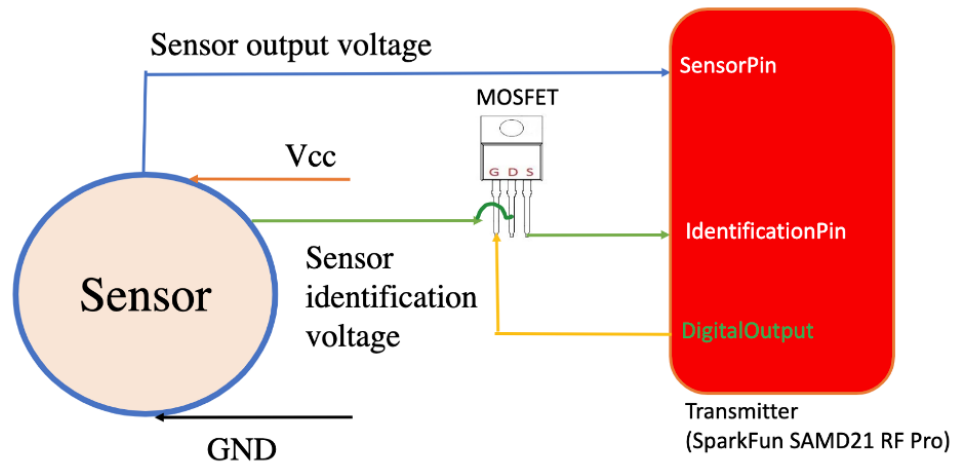 Sensor output voltage
SensorPin
MOSFET
Vcc
G D S
IdentificationPin
Sensor
identification
voltage
Sensor
DigitalOutput
GND
Transmitter
(SparkFun SAMD21 RF Pro)